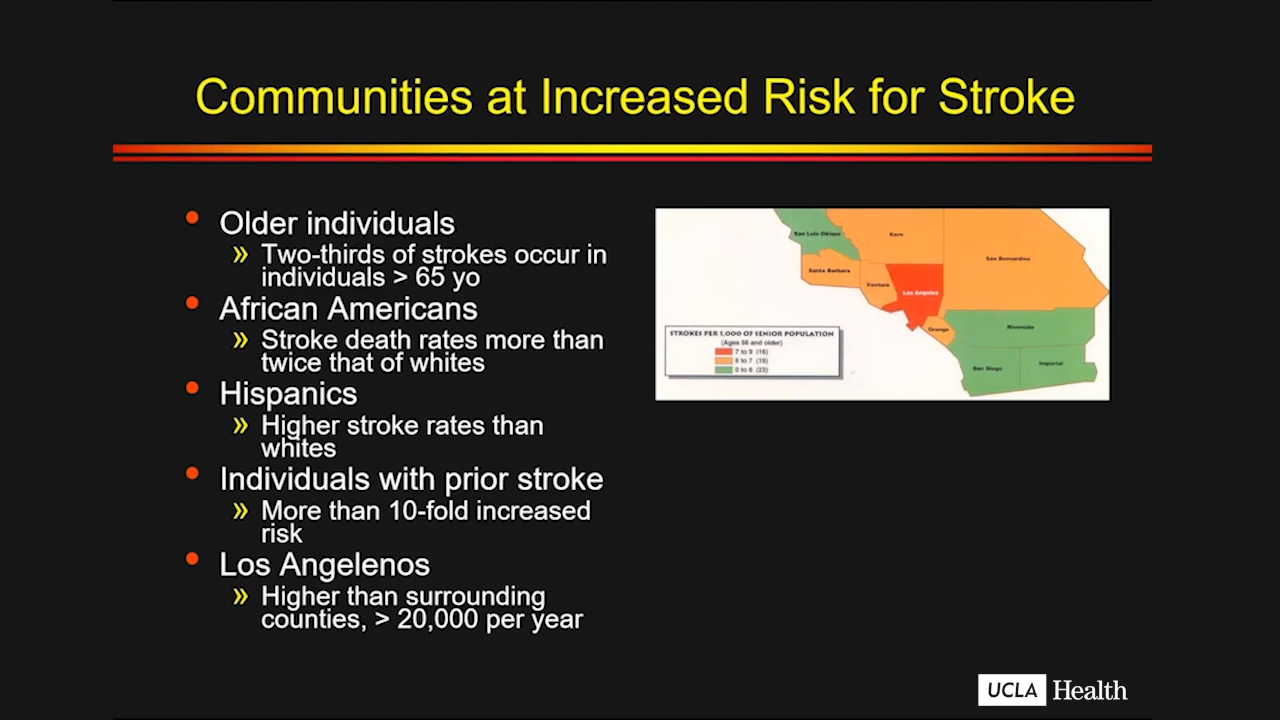 Communities at Increased Risk for Stroke
• Older individuals
» Two-thirds of strokes occur in
individuals > 65 yo
• African Americans
» Stroke death rates more than
twice that of whites
• Hispanics
» Higher stroke rates than
whites
• Individuals with prior stroke
» More than 10-fold increased
risk
• Los Angelenos
» Higher than surrounding
counties, > 20,000 per year
San Luis Obispo
Kern
San Bernardino
Santa Barbara
Ventura
Los Angeles
Orange
Riverside
San Diego
Imperial
STROKES PER 1,000 OF SENIOR POPULATION
(Ages 56 and older)
7 to 9 (16)
6 to 7 (19)
0 to 6 (23)
UCLA Health